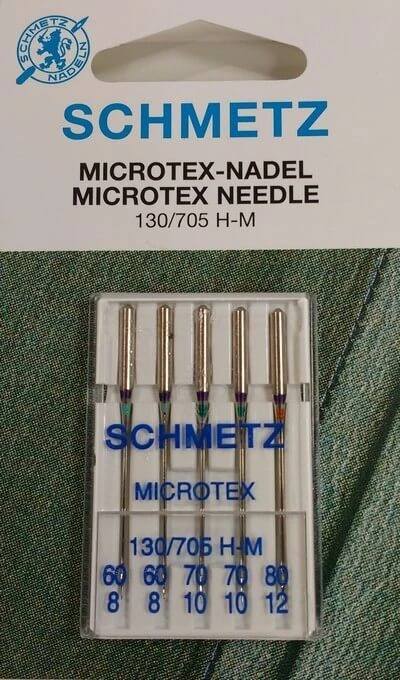 SCHMETZ
NADELN
SCHMETZ
MICROTEX-NADEL
MICROTEX NEEDLE
130/705 H-M
SCHMETZ
MICROTEX
130/705 H-M
60 60 70 70 80
8 8 10 10 12